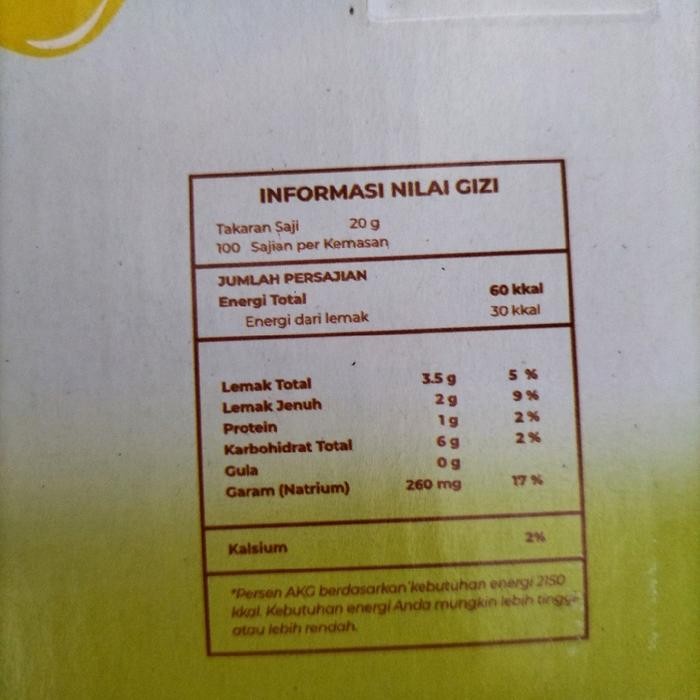 INFORMASI NILAI GIZI
Takaran Saji 20 g
100 Sajian per Kemasan
JUMLAH PERSAJIAN
Energi Total 60 kkal
Energi dari lemak 30 kkal
Lemak Total 3.5 g 5 %
Lemak Jenuh 2 g 9 %
Protein 1 g 2 %
Karbohidrat Total 6 g 2 %
Gula 0 g
Garam (Natrium) 260 mg 17 %
Kalsium 2%
*Persen AKG berdasarkan kebutuhan energi 2150
kkal. Kebutuhan energi Anda mungkin lebih tinggi
atau lebih rendah.